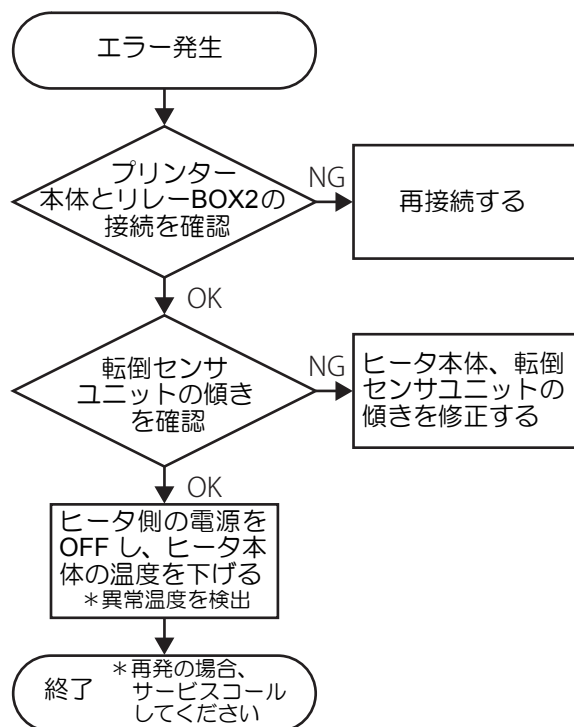 エラー発生
プリンター
本体とリレーBOX2の
接続を確認
NG
再接続する
OK
転倒センサ
ユニットの傾き
を確認
NG
ヒータ本体、転倒
センサユニットの
傾きを修正する
OK
ヒータ側の電源を
OFF し、ヒータ本
体の温度を下げる
＊異常温度を検出
終了
＊再発の場合、
サービスコール
してください